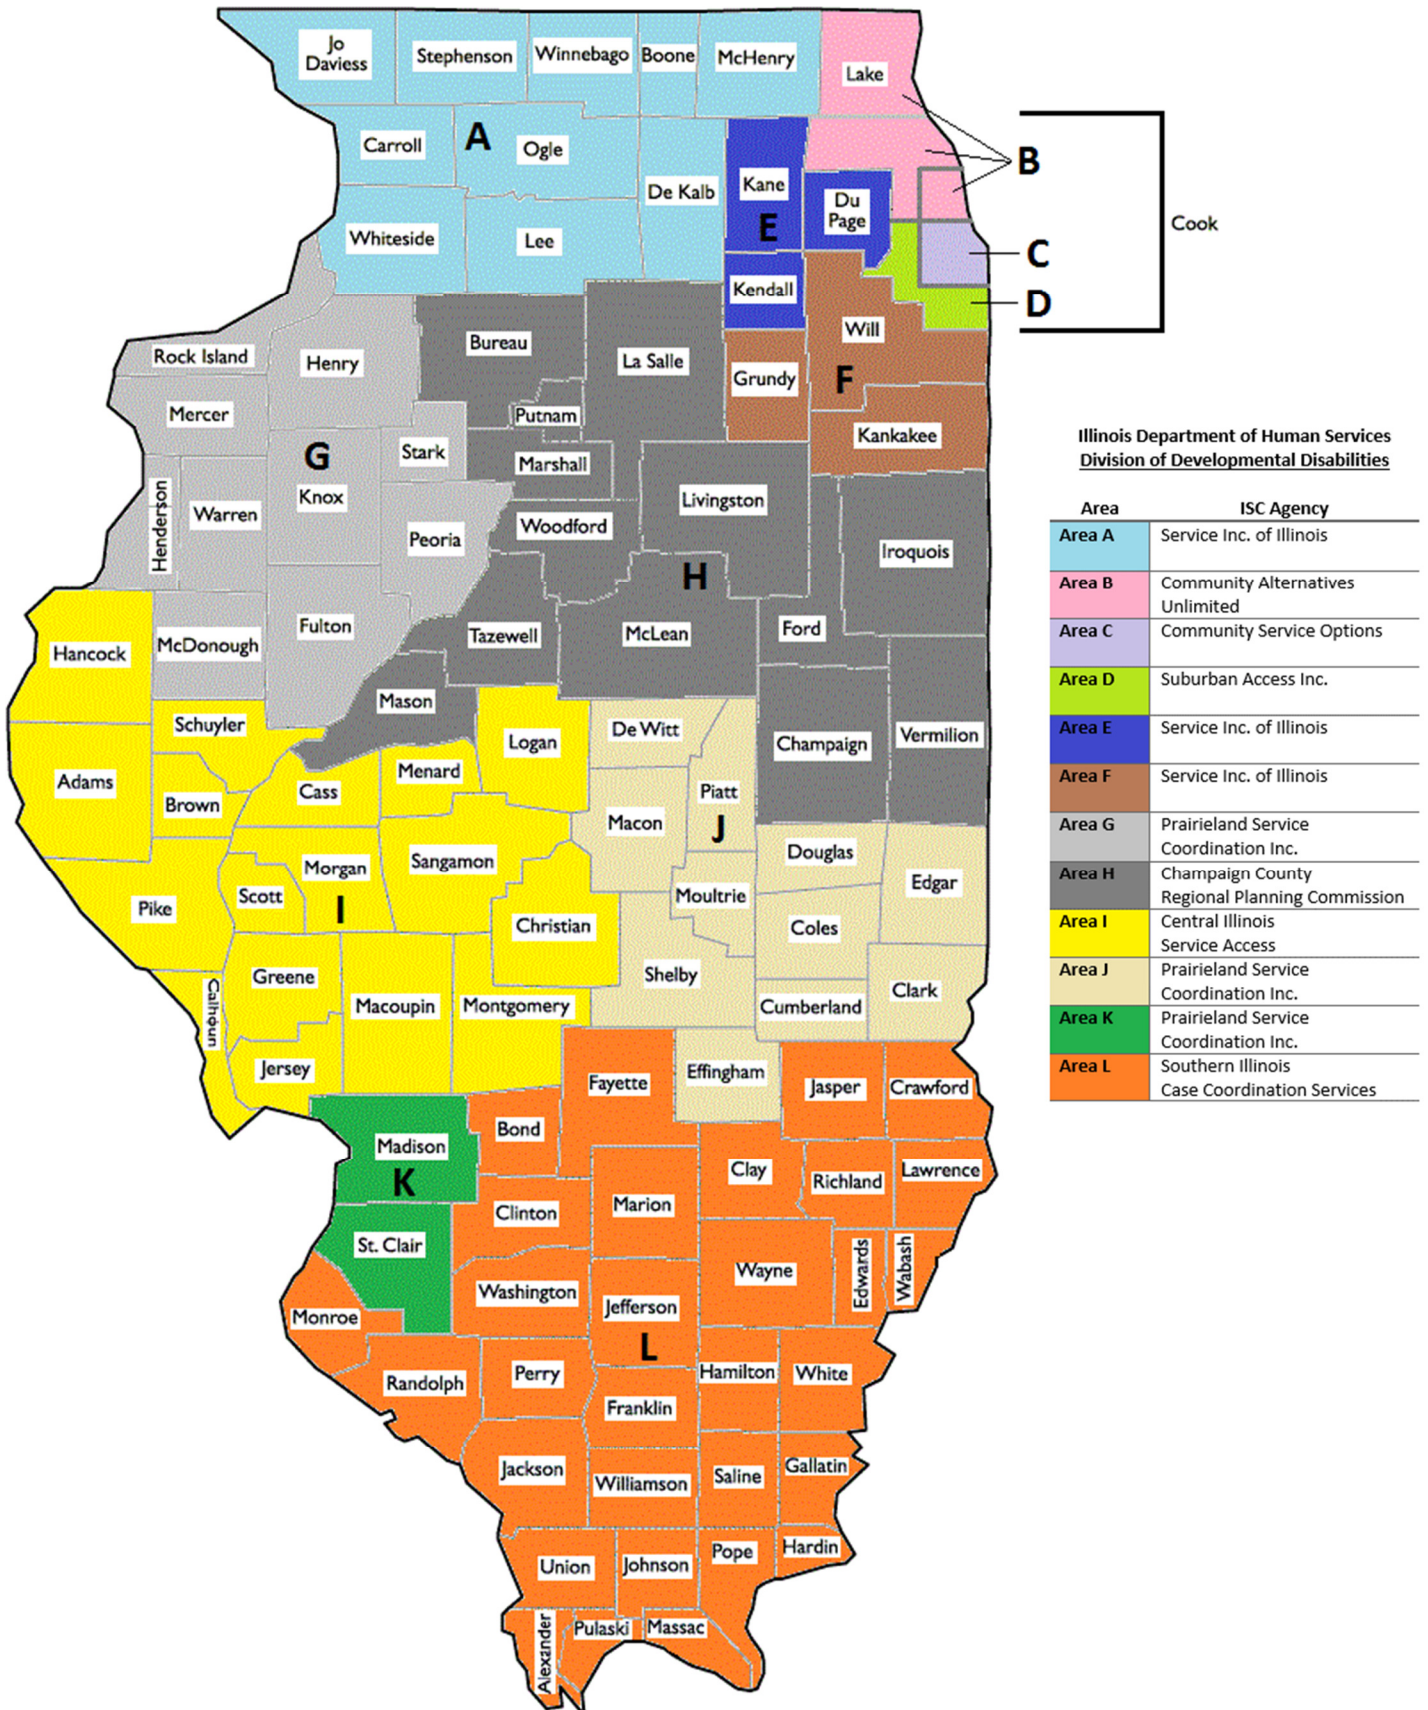 Jo
Daviess
Stephenson
Winnebago
Boone
McHenry
Lake
Carroll
A
Ogle
De Kalb
Kane
E
Du
Page
B
Cook
Whiteside
Lee
Kendall
C
D
Rock Island
Henry
Bureau
La Salle
Will
Grundy
F
Mercer
Putnam
Kankakee
G
Stark
Marshall
Knox
Henderson
Warren
Peoria
Woodford
Livingston
Iroquois
H
Hancock
McDonough
Fulton
Tazewell
McLean
Ford
Mason
Schuyler
Logan
De Witt
Champaign
Vermilion
Adams
Brown
Cass
Menard
Piatt
Macon
J
Morgan
Sangamon
Douglas
Scott
Moultrie
Edgar
Pike
I
Christian
Coles
Greene
Shelby
Calhoun
Macoupin
Montgomery
Cumberland
Clark
Jersey
Fayette
Effingham
Jasper
Crawford
Madison
K
Bond
Clay
Richland
Lawrence
St. Clair
Clinton
Marion
Wayne
Edwards
Wabash
Monroe
Washington
Jefferson
L
Randolph
Perry
Hamilton
White
Franklin
Jackson
Williamson
Saline
Gallatin
Union
Johnson
Pope
Hardin
Alexander
Pulaski
Massac
Illinois Department of Human Services
Division of Developmental Disabilities
Area ISC Agency
Area A Service Inc. of Illinois
Area B Community Alternatives
Unlimited
Area C Community Service Options
Area D Suburban Access Inc.
Area E Service Inc. of Illinois
Area F Service Inc. of Illinois
Area G Prairieland Service
Coordination Inc.
Area H Champaign County
Regional Planning Commission
Area I Central Illinois
Service Access
Area J Prairieland Service
Coordination Inc.
Area K Prairieland Service
Coordination Inc.
Area L Southern Illinois
Case Coordination Services